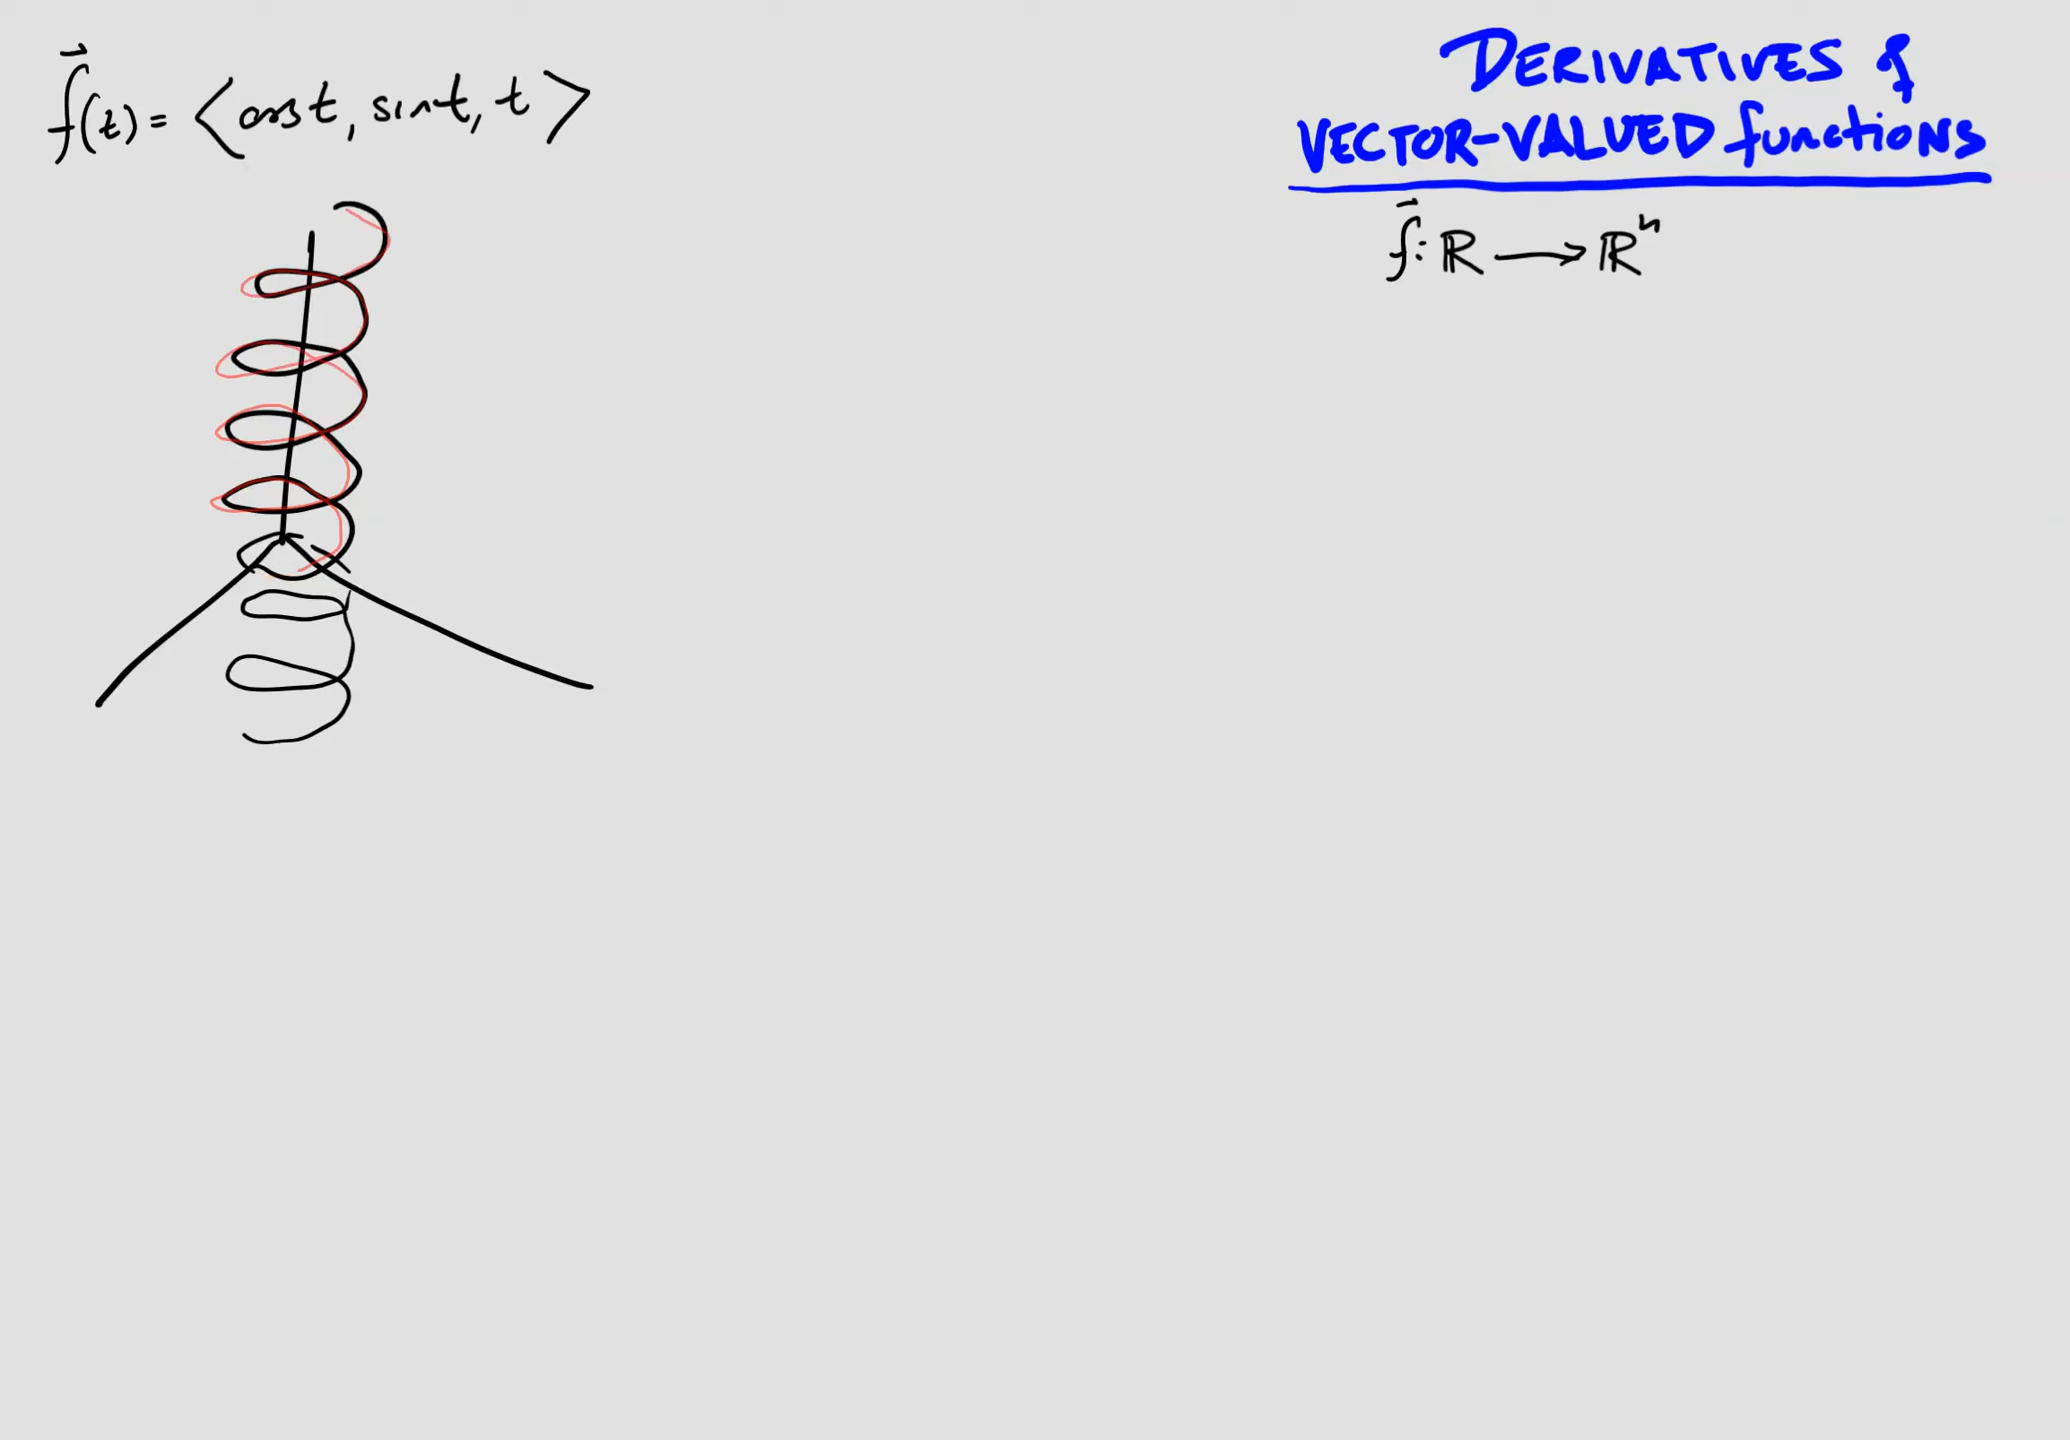 f⃗(t) = <cos t, sin t, t>
DERIVATIVES of
VECTOR-VALUED functions
f⃗: ℝ ⟶ ℝⁿ